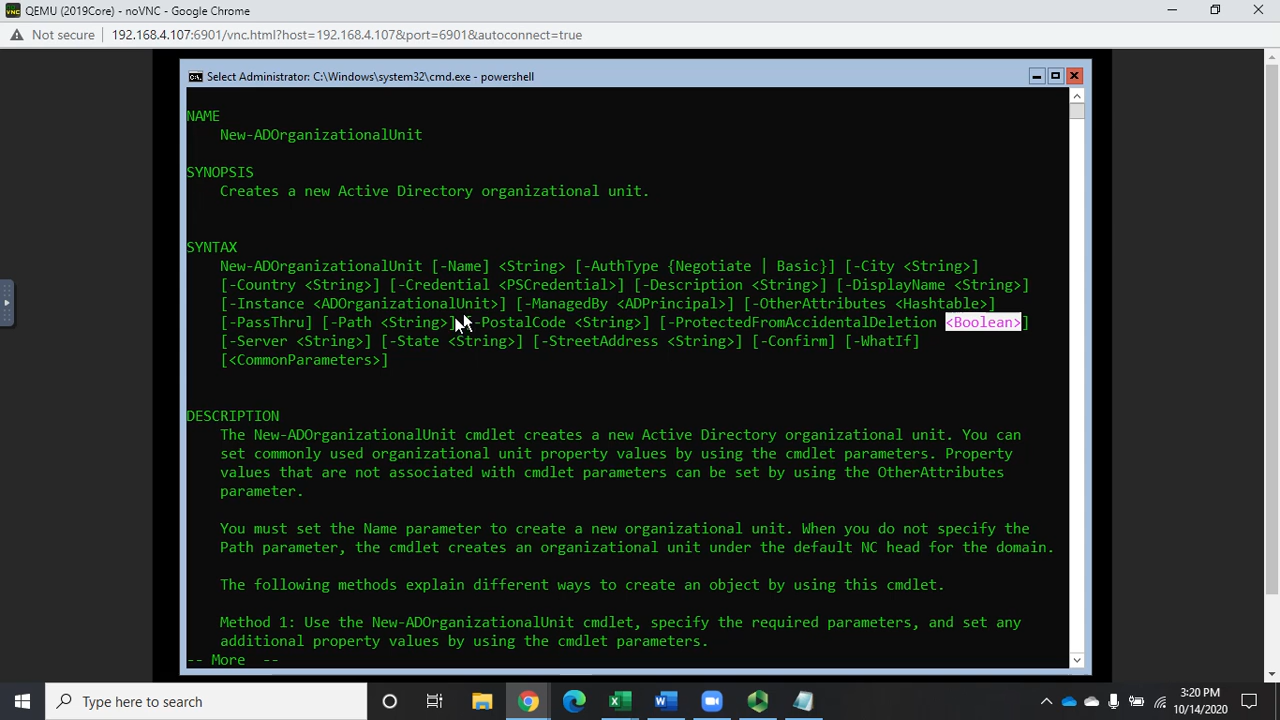 QEMU (2019Core) - noVNC - Google Chrome
Not secure 192.168.4.107:6901/vnc.html?host=192.168.4.107&port=6901&autoconnect=true
Select Administrator: C:\Windows\system32\cmd.exe - powershell
NAME
New-ADOrganizationalUnit
SYNOPSIS
Creates a new Active Directory organizational unit.
SYNTAX
New-ADOrganizationalUnit [-Name] <String> [-AuthType {Negotiate | Basic}] [-City <String>]
[-Country <String>] [-Credential <PSCredential>] [-Description <String>] [-DisplayName <String>]
[-Instance <ADOrganizationalUnit>] [-ManagedBy <ADPrincipal>] [-OtherAttributes <Hashtable>]
[-PassThru] [-Path <String>] [-PostalCode <String>] [-ProtectedFromAccidentalDeletion <Boolean>]
[-Server <String>] [-State <String>] [-StreetAddress <String>] [-Confirm] [-WhatIf]
[<CommonParameters>]
DESCRIPTION
The New-ADOrganizationalUnit cmdlet creates a new Active Directory organizational unit. You can
set commonly used organizational unit property values by using the cmdlet parameters. Property
values that are not associated with cmdlet parameters can be set by using the OtherAttributes
parameter.
You must set the Name parameter to create a new organizational unit. When you do not specify the
Path parameter, the cmdlet creates an organizational unit under the default NC head for the domain.
The following methods explain different ways to create an object by using this cmdlet.
Method 1: Use the New-ADOrganizationalUnit cmdlet, specify the required parameters, and set any
additional property values by using the cmdlet parameters.
-- More --
Type here to search
3:20 PM
10/14/2020